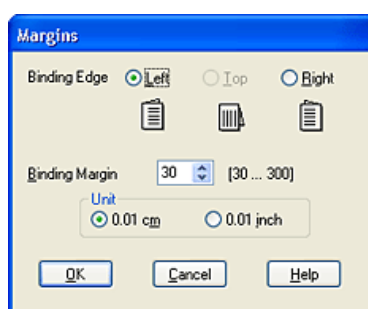 Margins
Binding Edge Left Top Right
Binding Margin 30 [30 ... 300]
Unit
0.01 cm 0.01 inch
OK Cancel Help